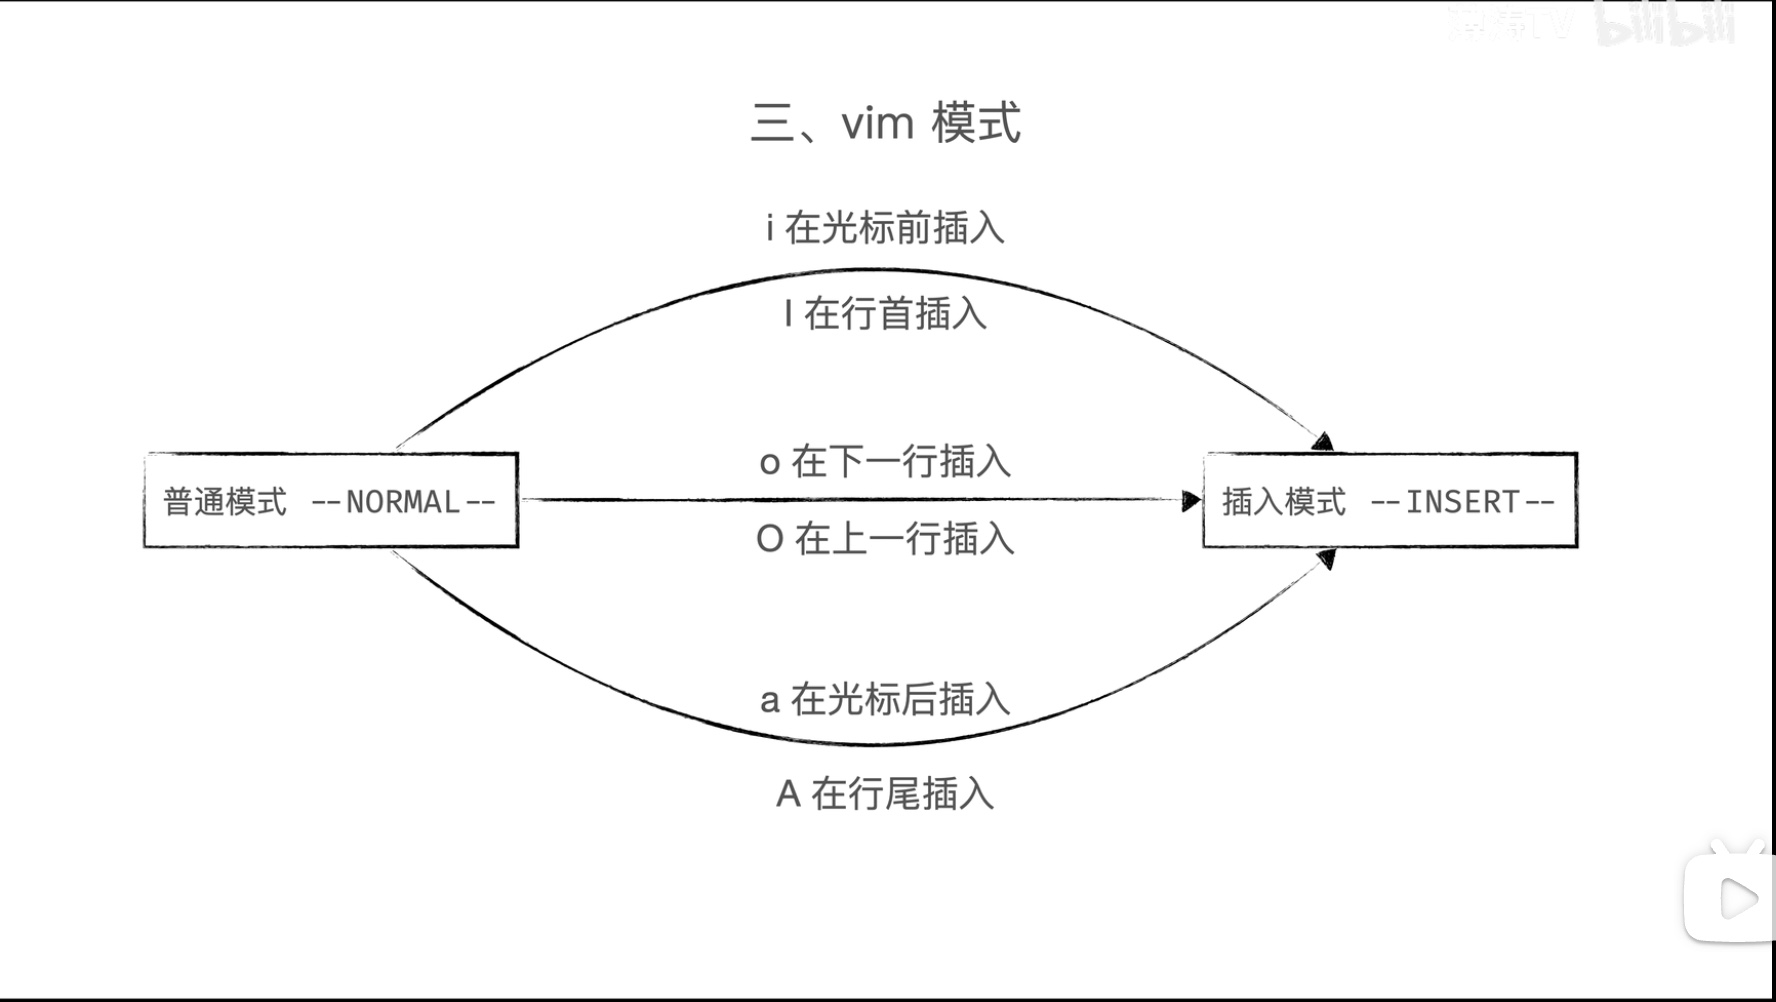 bilibili
三、vim 模式
i 在光标前插入
I 在行首插入
o 在下一行插入
普通模式 --NORMAL--
插入模式 --INSERT--
O 在上一行插入
a 在光标后插入
A 在行尾插入